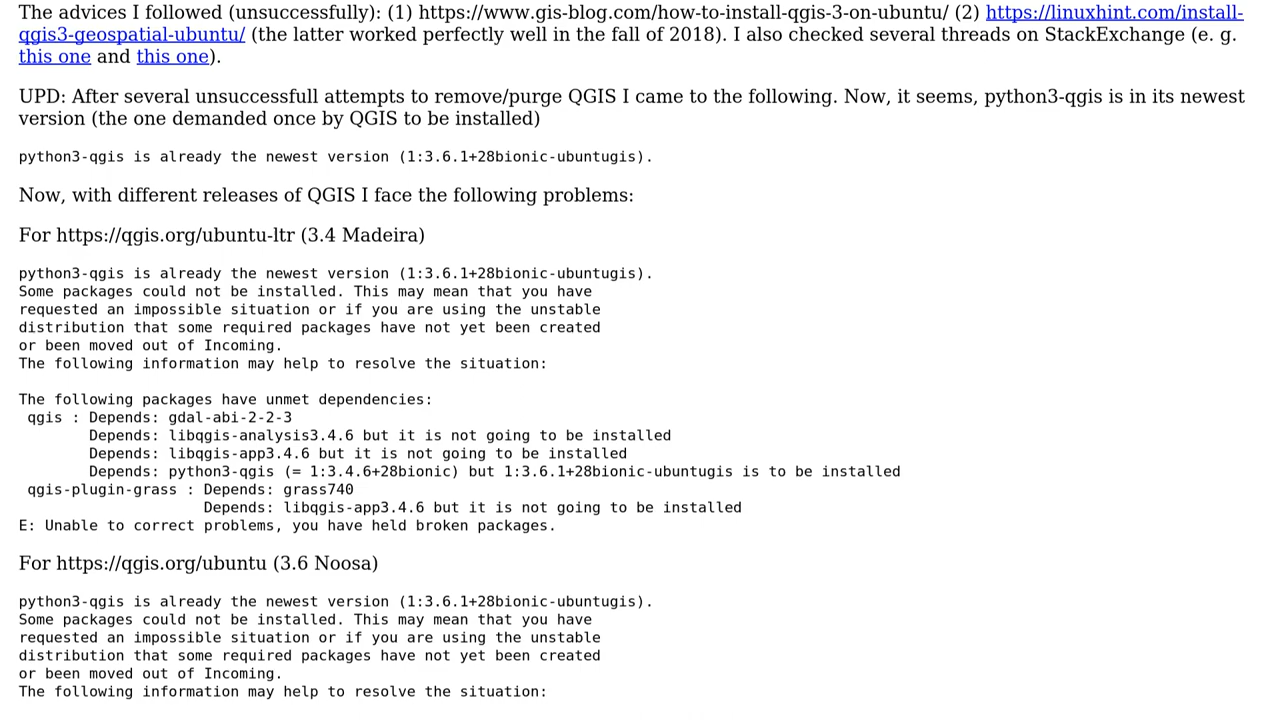 The advices I followed (unsuccessfully): (1) https://www.gis-blog.com/how-to-install-qgis-3-on-ubuntu/ (2) https://linuxhint.com/install-
qgis3-geospatial-ubuntu/ (the latter worked perfectly well in the fall of 2018). I also checked several threads on StackExchange (e. g.
this one and this one).
UPD: After several unsuccessfull attempts to remove/purge QGIS I came to the following. Now, it seems, python3-qgis is in its newest
version (the one demanded once by QGIS to be installed)
python3-qgis is already the newest version (1:3.6.1+28bionic-ubuntugis).
Now, with different releases of QGIS I face the following problems:
For https://qgis.org/ubuntu-ltr (3.4 Madeira)
python3-qgis is already the newest version (1:3.6.1+28bionic-ubuntugis).
Some packages could not be installed. This may mean that you have
requested an impossible situation or if you are using the unstable
distribution that some required packages have not yet been created
or been moved out of Incoming.
The following information may help to resolve the situation:
The following packages have unmet dependencies:
qgis : Depends: gdal-abi-2-2-3
Depends: libqgis-analysis3.4.6 but it is not going to be installed
Depends: libqgis-app3.4.6 but it is not going to be installed
Depends: python3-qgis (= 1:3.4.6+28bionic) but 1:3.6.1+28bionic-ubuntugis is to be installed
qgis-plugin-grass : Depends: grass740
Depends: libqgis-app3.4.6 but it is not going to be installed
E: Unable to correct problems, you have held broken packages.
For https://qgis.org/ubuntu (3.6 Noosa)
python3-qgis is already the newest version (1:3.6.1+28bionic-ubuntugis).
Some packages could not be installed. This may mean that you have
requested an impossible situation or if you are using the unstable
distribution that some required packages have not yet been created
or been moved out of Incoming.
The following information may help to resolve the situation: